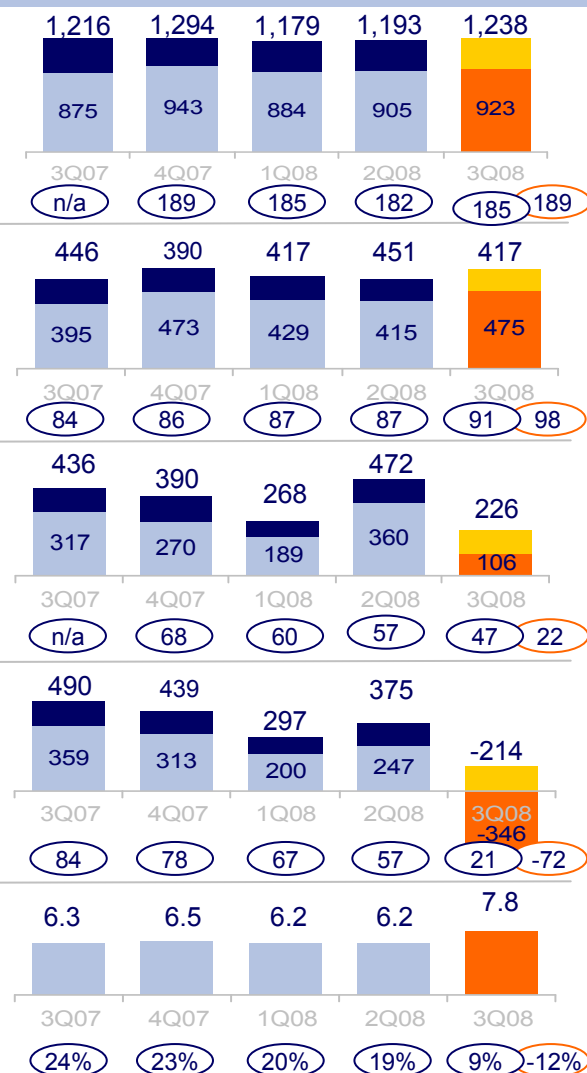 1,216 1,294 1,179 1,193 1,238
875 943 884 905 923
3Q07 4Q07 1Q08 2Q08 3Q08
n/a 189 185 182 185 189
446 390 417 451 417
395 473 429 415 475
3Q07 4Q07 1Q08 2Q08 3Q08
84 86 87 87 91 98
436 390 268 472 226
317 270 189 360 106
3Q07 4Q07 1Q08 2Q08 3Q08
n/a 68 60 57 47 22
490 439 297 375 -214
359 313 200 247
3Q07 4Q07 1Q08 2Q08 3Q08
-346
84 78 67 57 21 -72
6.3 6.5 6.2 6.2 7.8
3Q07 4Q07 1Q08 2Q08 3Q08
24% 23% 20% 19% 9% -12%